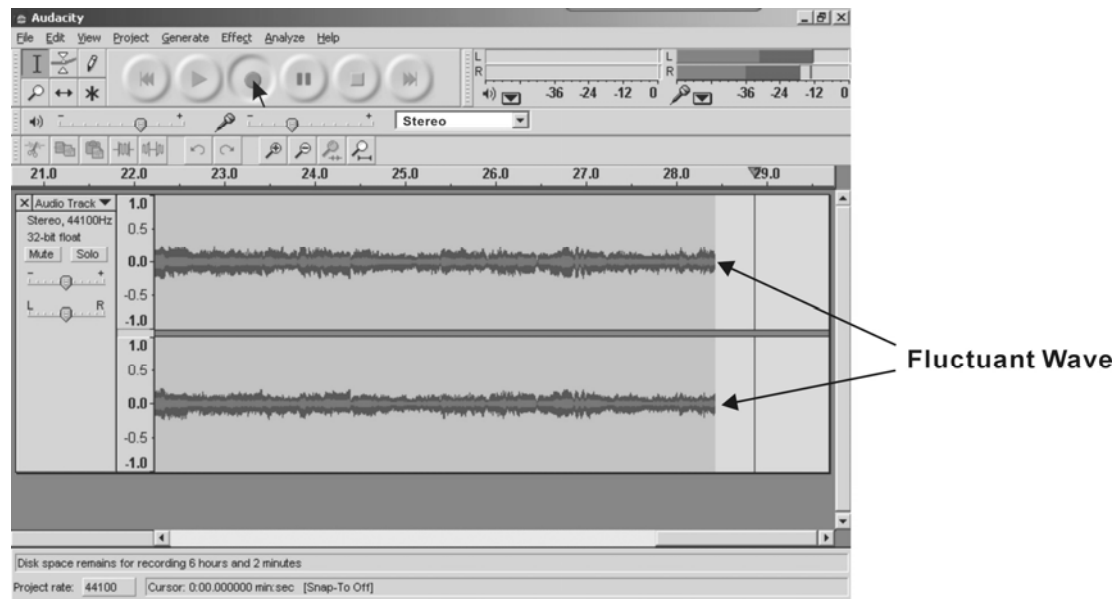 Audacity
File Edit View Project Generate Effect Analyze Help
L
R
-36 -24 -12 0
L
R
-36 -24 -12 0
- +
- +
Stereo
21.0 22.0 23.0 24.0 25.0 26.0 27.0 28.0 29.0
Audio Track
Stereo, 44100Hz
32-bit float
Mute Solo
- +
L R
1.0
0.5
0.0
-0.5
-1.0
1.0
0.5
0.0
-0.5
-1.0
Fluctuant Wave
Disk space remains for recording 6 hours and 2 minutes
Project rate: 44100 Cursor: 0:00.000000 min:sec [Snap-To Off]